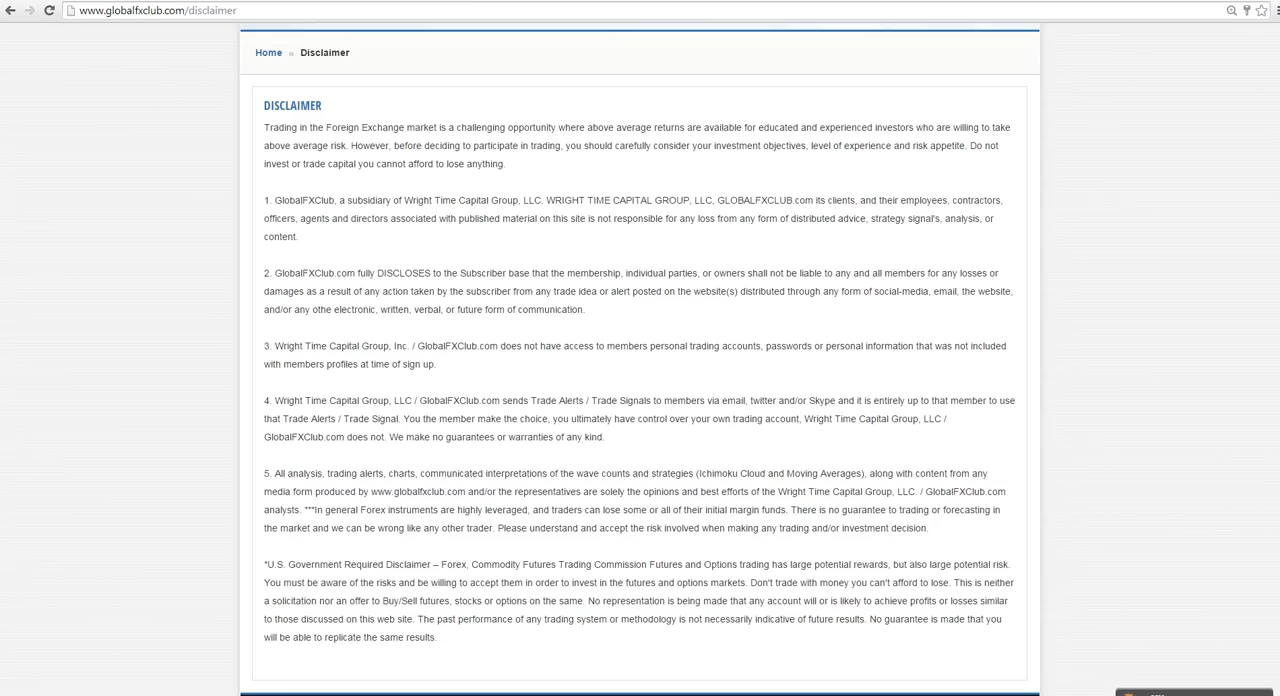 www.globalfxclub.com/disclaimer
Home » Disclaimer
DISCLAIMER
Trading in the Foreign Exchange market is a challenging opportunity where above average returns are available for educated and experienced investors who are willing to take
above average risk. However, before deciding to participate in trading, you should carefully consider your investment objectives, level of experience and risk appetite. Do not
invest or trade capital you cannot afford to lose anything.
1. GlobalFXClub, a subsidiary of Wright Time Capital Group, LLC. WRIGHT TIME CAPITAL GROUP, LLC, GLOBALFXCLUB.com its clients, and their employees, contractors,
officers, agents and directors associated with published material on this site is not responsible for any loss from any form of distributed advice, strategy signal's, analysis, or
content.
2. GlobalFXClub.com fully DISCLOSES to the Subscriber base that the membership, individual parties, or owners shall not be liable to any and all members for any losses or
damages as a result of any action taken by the subscriber from any trade idea or alert posted on the website(s) distributed through any form of social-media, email, the website,
and/or any othe electronic, written, verbal, or future form of communication.
3. Wright Time Capital Group, Inc. / GlobalFXClub.com does not have access to members personal trading accounts, passwords or personal information that was not included
with members profiles at time of sign up.
4. Wright Time Capital Group, LLC / GlobalFXClub.com sends Trade Alerts / Trade Signals to members via email, twitter and/or Skype and it is entirely up to that member to use
that Trade Alerts / Trade Signal. You the member make the choice, you ultimately have control over your own trading account, Wright Time Capital Group, LLC /
GlobalFXClub.com does not. We make no guarantees or warranties of any kind.
5. All analysis, trading alerts, charts, communicated interpretations of the wave counts and strategies (Ichimoku Cloud and Moving Averages), along with content from any
media form produced by www.globalfxclub.com and/or the representatives are solely the opinions and best efforts of the Wright Time Capital Group, LLC. / GlobalFXClub.com
analysts. ***In general Forex instruments are highly leveraged, and traders can lose some or all of their initial margin funds. There is no guarantee to trading or forecasting in
the market and we can be wrong like any other trader. Please understand and accept the risk involved when making any trading and/or investment decision.
*U.S. Government Required Disclaimer – Forex, Commodity Futures Trading Commission Futures and Options trading has large potential rewards, but also large potential risk.
You must be aware of the risks and be willing to accept them in order to invest in the futures and options markets. Don't trade with money you can't afford to lose. This is neither
a solicitation nor an offer to Buy/Sell futures, stocks or options on the same. No representation is being made that any account will or is likely to achieve profits or losses similar
to those discussed on this web site. The past performance of any trading system or methodology is not necessarily indicative of future results. No guarantee is made that you
will be able to replicate the same results.